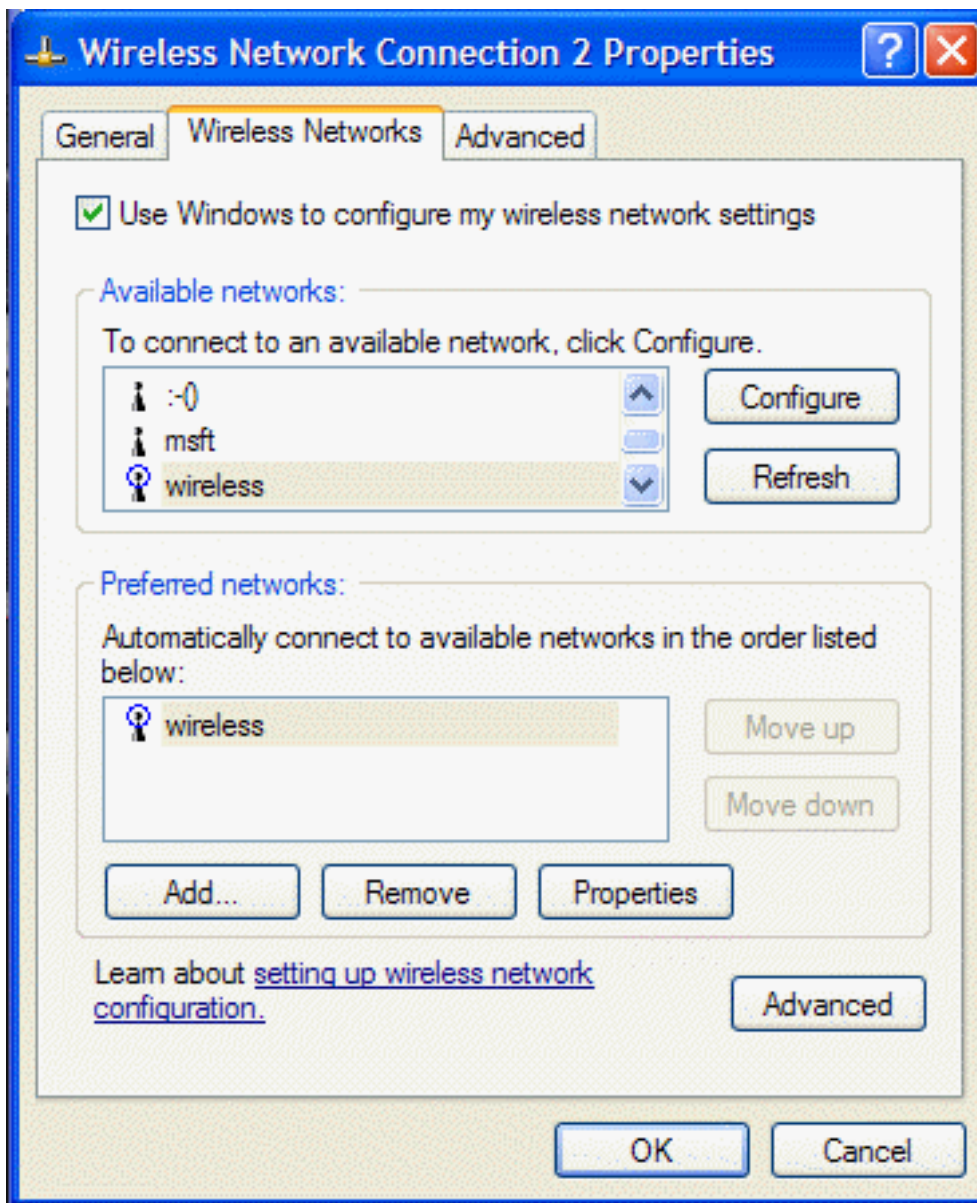 Wireless Network Connection 2 Properties
General Wireless Networks Advanced
Use Windows to configure my wireless network settings
Available networks:
To connect to an available network, click Configure.
:-()
msft
wireless
Configure
Refresh
Preferred networks:
Automatically connect to available networks in the order listed
below:
wireless
Move up
Move down
Add... Remove Properties
Learn about setting up wireless network
configuration.
Advanced
OK Cancel